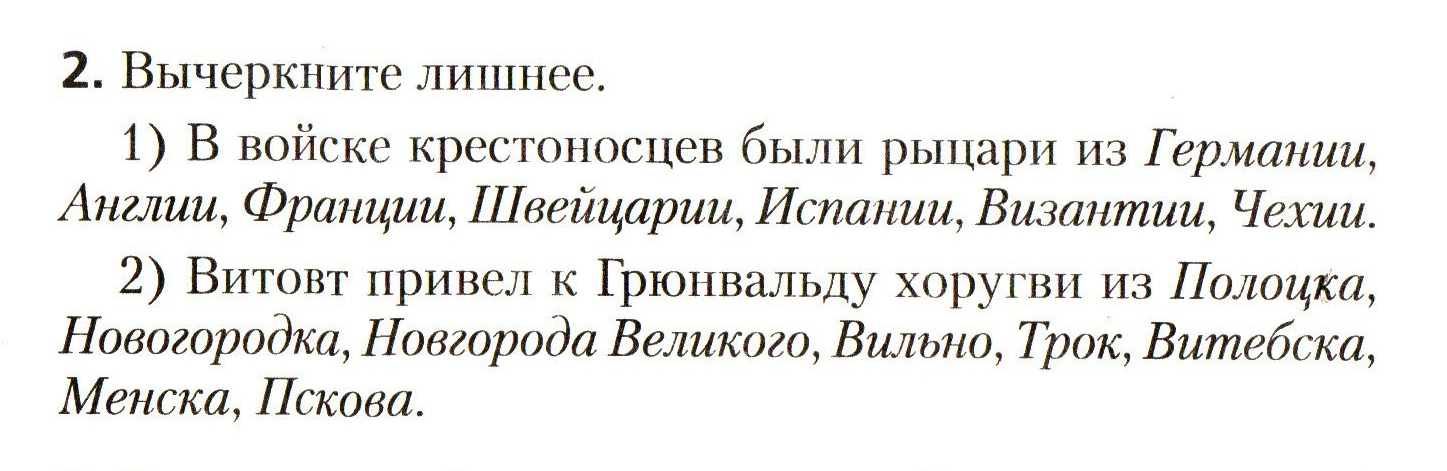 2. Вычеркните лишнее.
1) В войске крестоносцев были рыцари из Германии,
Англии, Франции, Швейцарии, Испании, Византии, Чехии.
2) Витовт привел к Грюнвальду хоругви из Полоцка,
Новогородка, Новгорода Великого, Вильно, Трок, Витебска,
Менска, Пскова.